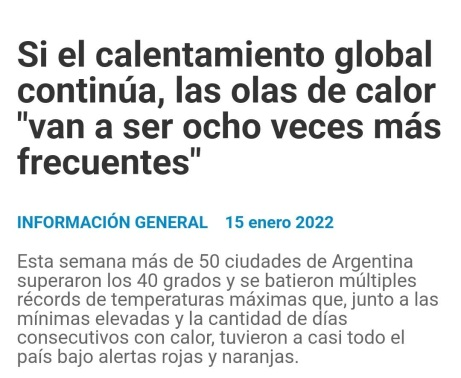 Si el calentamiento global
continúa, las olas de calor
"van a ser ocho veces más
frecuentes"
INFORMACIÓN GENERAL 15 enero 2022
Esta semana más de 50 ciudades de Argentina
superaron los 40 grados y se batieron múltiples
récords de temperaturas máximas que, junto a las
mínimas elevadas y la cantidad de días
consecutivos con calor, tuvieron a casi todo el
país bajo alertas rojas y naranjas.